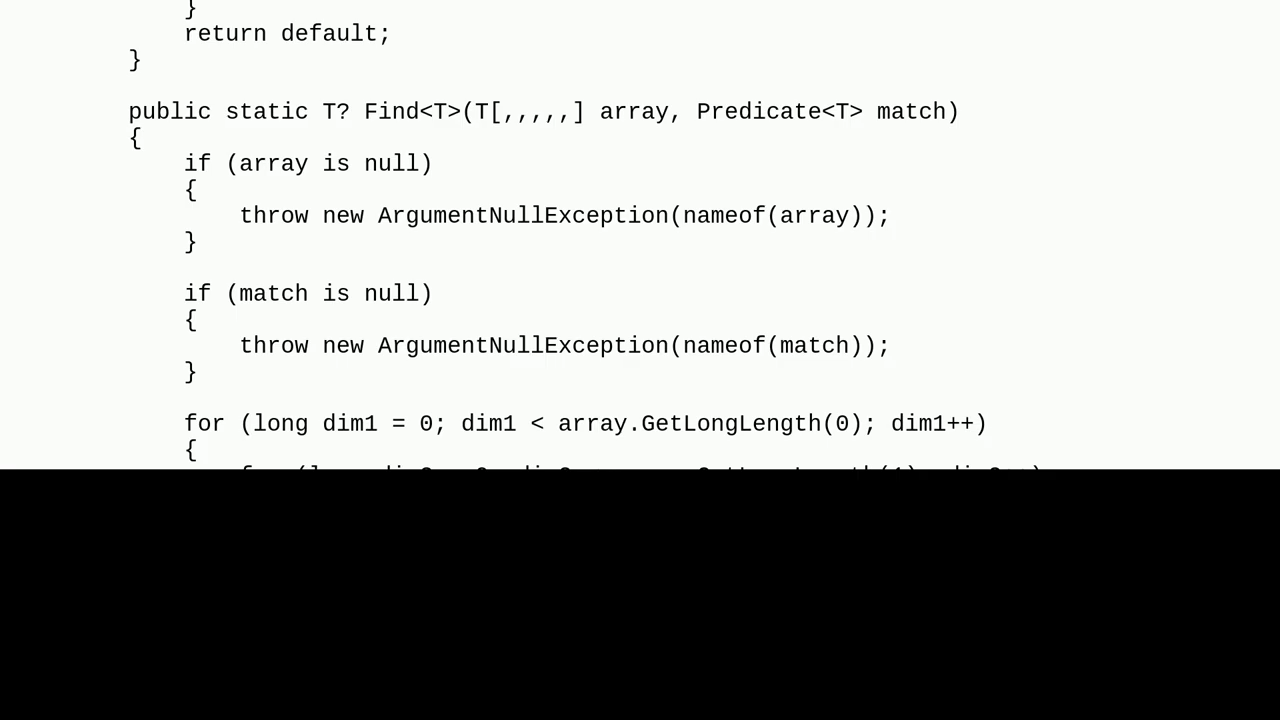 }
return default;
}
public static T? Find<T>(T[,,,,,] array, Predicate<T> match)
{
if (array is null)
{
throw new ArgumentNullException(nameof(array));
}
if (match is null)
{
throw new ArgumentNullException(nameof(match));
}
for (long dim1 = 0; dim1 < array.GetLongLength(0); dim1++)
{